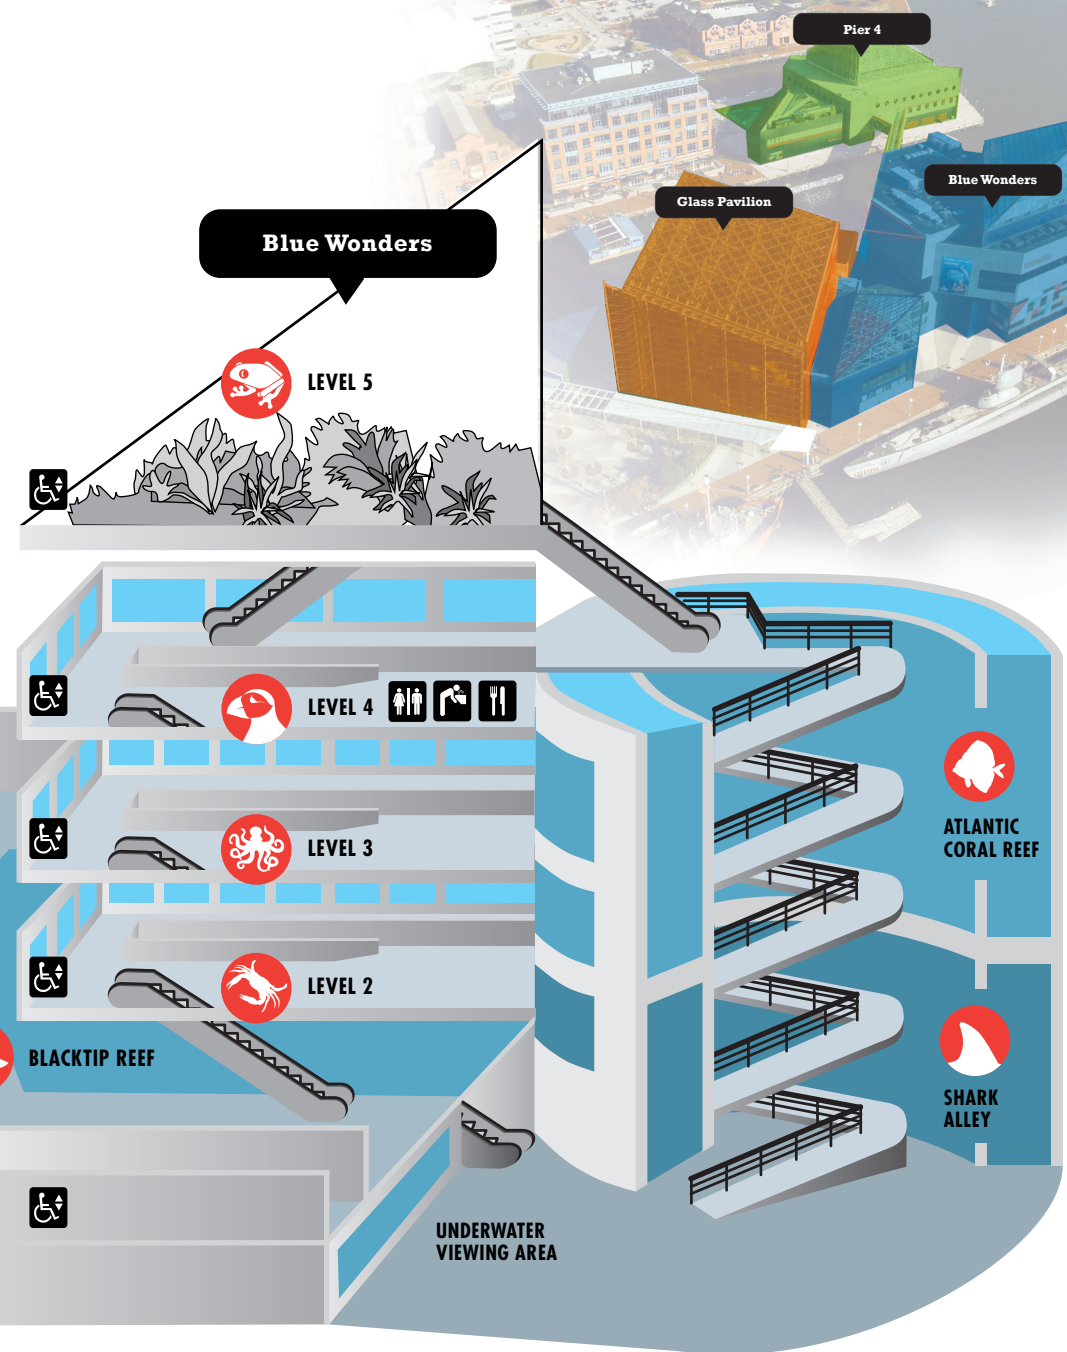 Pier 4
Blue Wonders
Glass Pavilion
Blue Wonders
LEVEL 5
LEVEL 4
LEVEL 3
LEVEL 2
ATLANTIC
CORAL REEF
SHARK
ALLEY
BLACKTIP REEF
UNDERWATER
VIEWING AREA